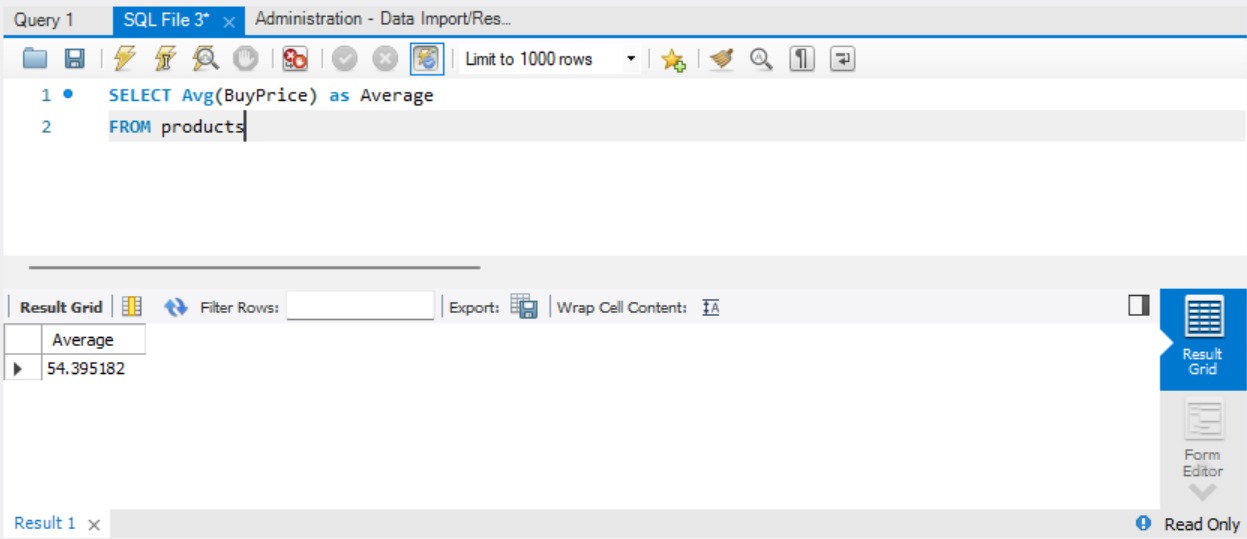 Query 1 SQL File 3* × Administration - Data Import/Res...
Limit to 1000 rows
1 SELECT Avg(BuyPrice) as Average
2 FROM products
Result Grid Filter Rows: Export: Wrap Cell Content: IA
Average
54.395182
Result
Grid
Form
Editor
Result 1 × Read Only